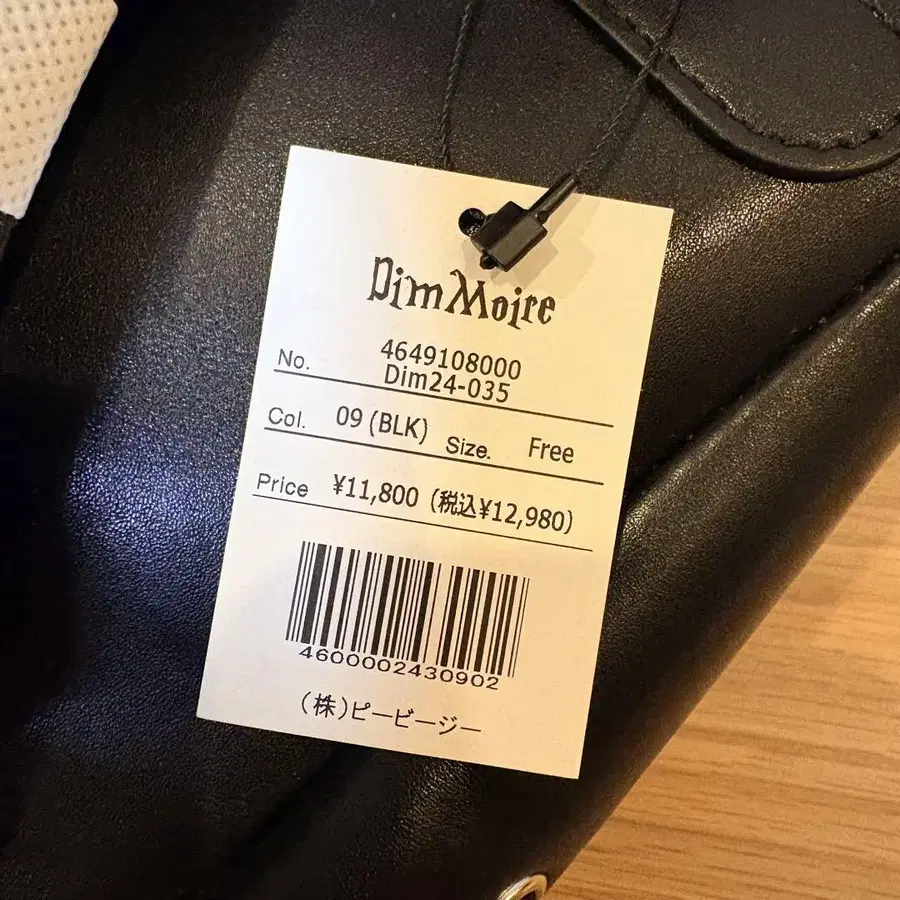 Dim Moire
No. 4649108000
Dim24-035
Col. 09 (BLK) Size. Free
Price ¥11,800 (税込¥12,980)
4600002430902
(株)ピービージー